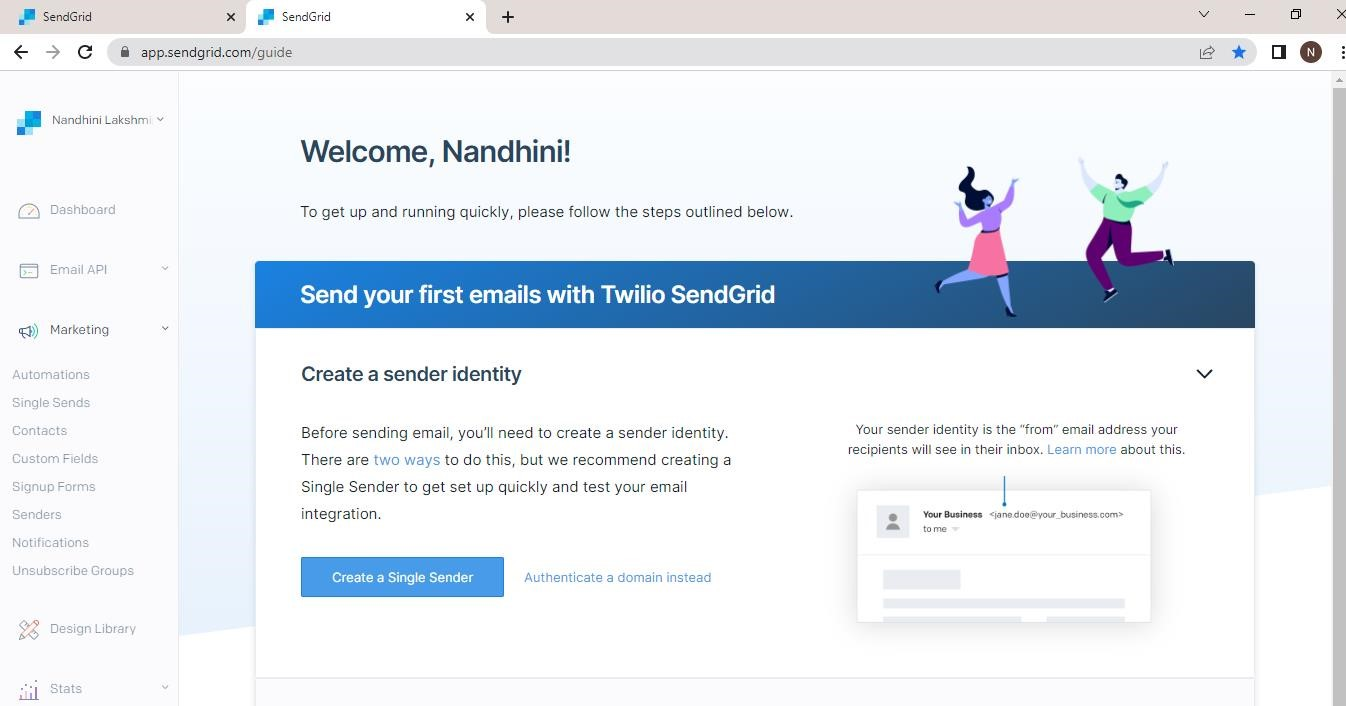 SendGrid
SendGrid
app.sendgrid.com/guide
N
Nandhini Lakshmi
Dashboard
Email API
Marketing
Automations
Single Sends
Contacts
Custom Fields
Signup Forms
Senders
Notifications
Unsubscribe Groups
Design Library
Stats
Welcome, Nandhini!
To get up and running quickly, please follow the steps outlined below.
Send your first emails with Twilio SendGrid
Create a sender identity
Before sending email, you'll need to create a sender identity.
There are two ways to do this, but we recommend creating a
Single Sender to get set up quickly and test your email
integration.
Create a Single Sender
Authenticate a domain instead
Your sender identity is the "from" email address your
recipients will see in their inbox. Learn more about this.
Your Business <jane.doe@your_business.com>
to me